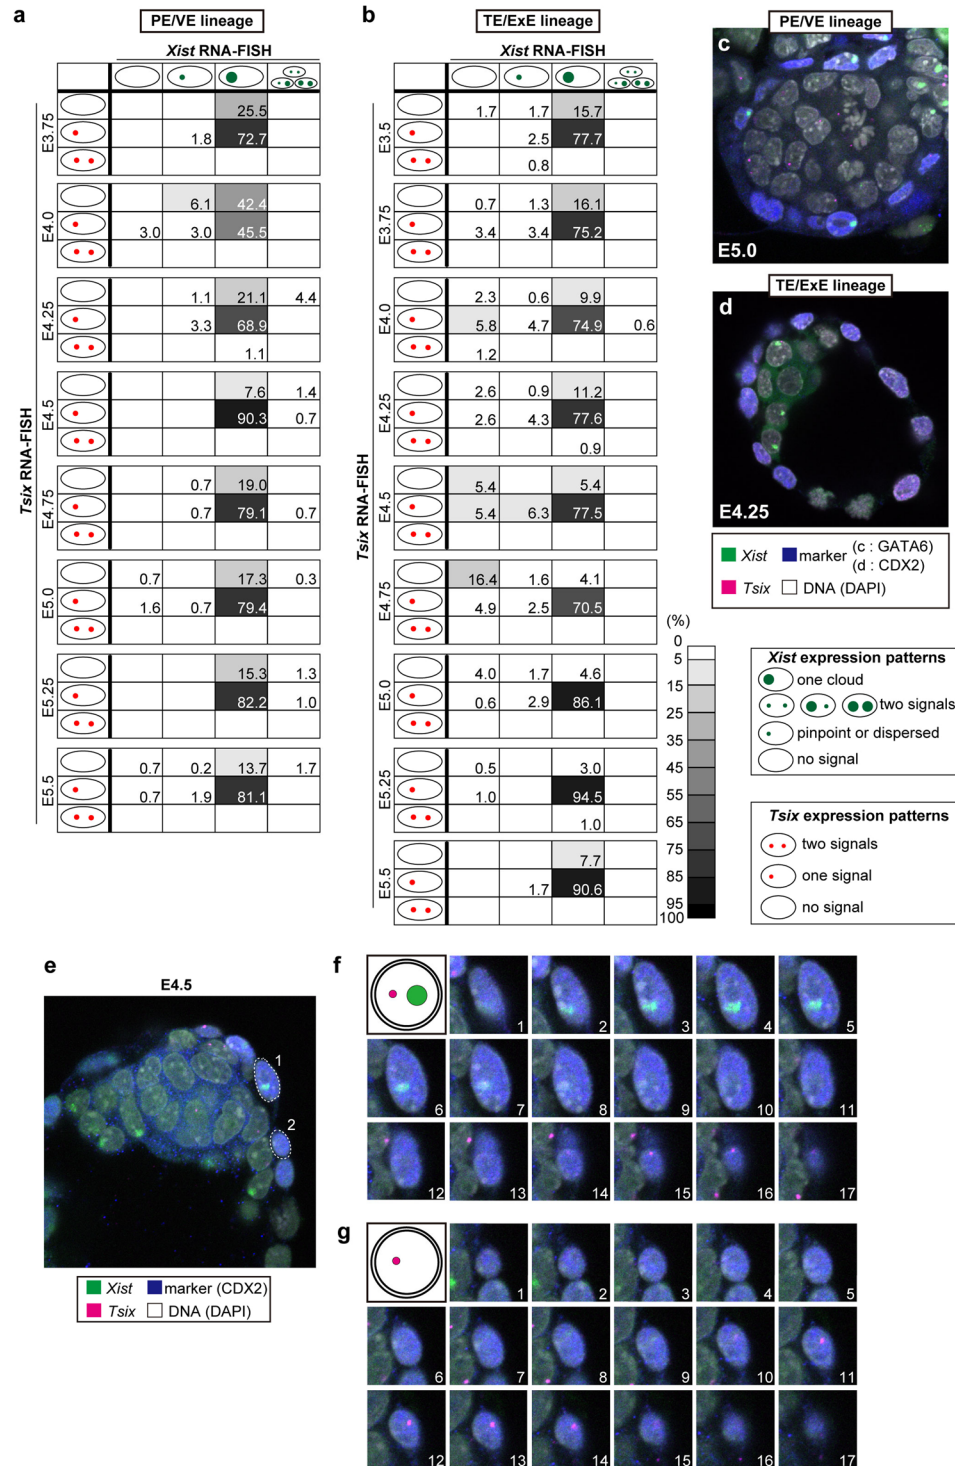 a
PE/VE lineage
Xist RNA-FISH
Tsix RNA-FISH
E3.75
25.5
1.8 72.7
E4.0
6.1 42.4
3.0 3.0 45.5
E4.25
1.1 21.1 4.4
3.3 68.9
1.1
E4.5
7.6 1.4
90.3 0.7
E4.75
0.7 19.0
0.7 79.1 0.7
E5.0
0.7 17.3 0.3
1.6 0.7 79.4
E5.25
15.3 1.3
82.2 1.0
E5.5
0.7 0.2 13.7 1.7
0.7 1.9 81.1
b
TE/ExE lineage
Xist RNA-FISH
Tsix RNA-FISH
E3.5
1.7 1.7 15.7
2.5 77.7
0.8
E3.75
0.7 1.3 16.1
3.4 3.4 75.2
E4.0
2.3 0.6 9.9
5.8 4.7 74.9 0.6
1.2
E4.25
2.6 0.9 11.2
2.6 4.3 77.6
0.9
E4.5
5.4 5.4
5.4 6.3 77.5
E4.75
16.4 1.6 4.1
4.9 2.5 70.5
E5.0
4.0 1.7 4.6
0.6 2.9 86.1
E5.25
0.5 3.0
1.0 94.5
1.0
E5.5
7.7
1.7 90.6
(%)
0
5
15
25
35
45
55
65
75
85
95
100
PE/VE lineage
c
E5.0
TE/ExE lineage
d
E4.25
Xist marker (c : GATA6)
(d : CDX2)
Tsix DNA (DAPI)
Xist expression patterns
one cloud
two signals
pinpoint or dispersed
no signal
Tsix expression patterns
two signals
one signal
no signal
e
E4.5
1
2
Xist marker (CDX2)
Tsix DNA (DAPI)
f
1 2 3 4 5
6 7 8 9 10 11
12 13 14 15 16 17
g
1 2 3 4 5
6 7 8 9 10 11
12 13 14 15 16 17